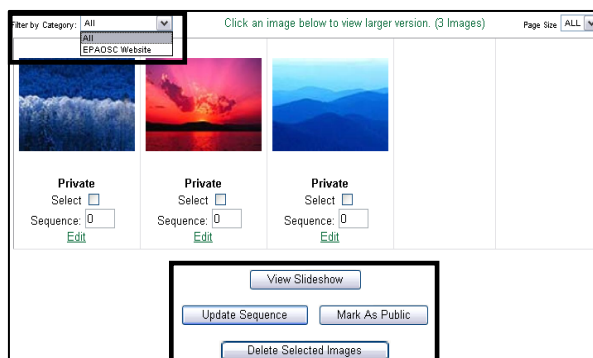 Filter by Category: All Click an image below to view larger version. (3 Images) Page Size ALL
All
EPAOSC Website
Private Private Private
Select Select Select
Sequence: 0 Sequence: 0 Sequence: 0
Edit Edit Edit
View Slideshow
Update Sequence Mark As Public
Delete Selected Images